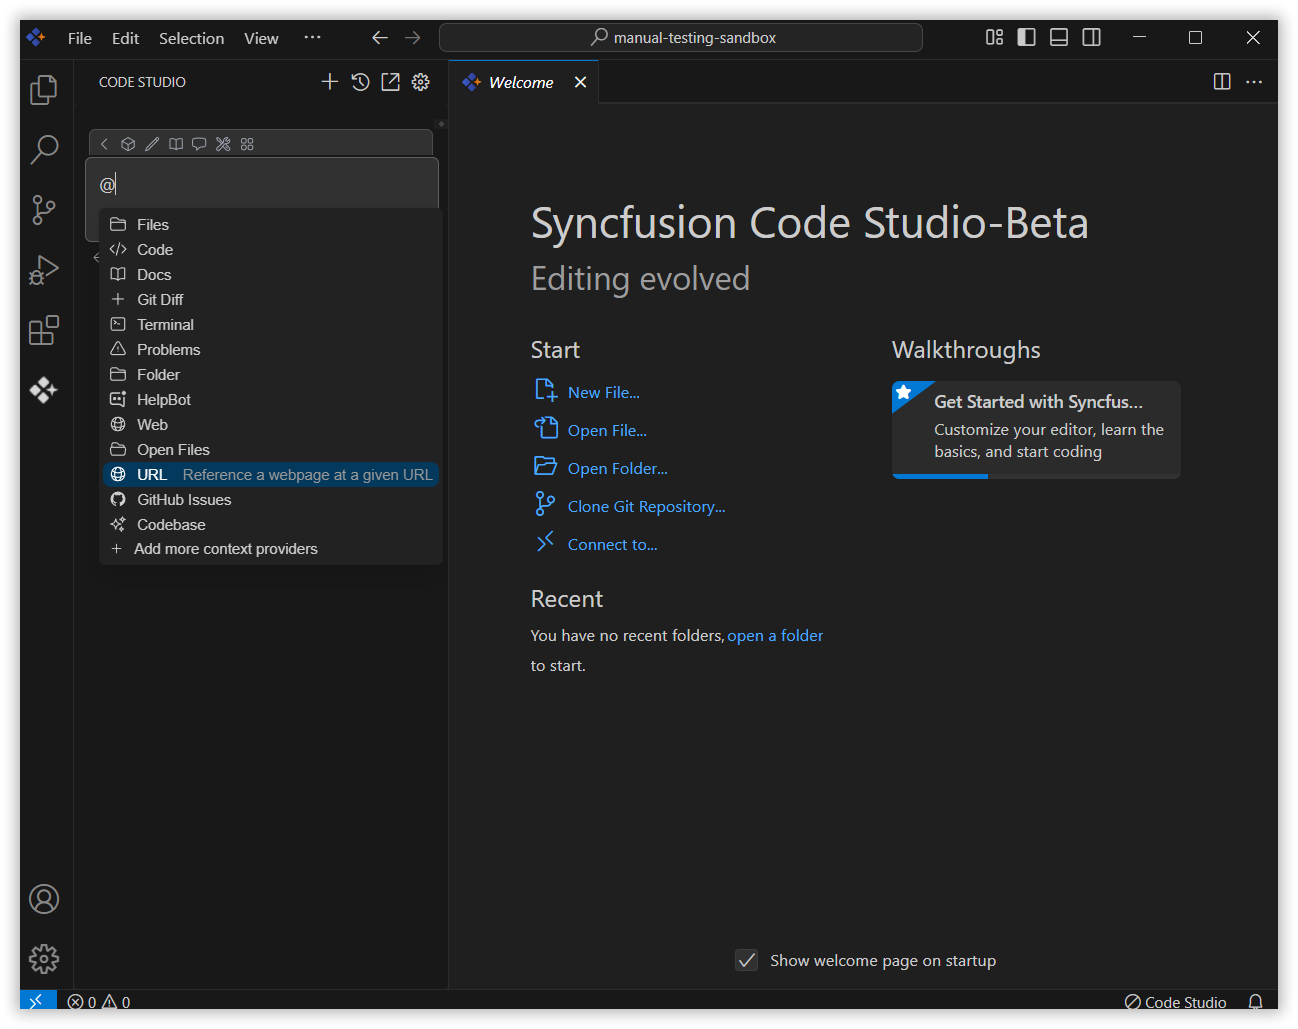 File Edit Selection View ···
manual-testing-sandbox
CODE STUDIO
Welcome
@
Files
Code
Docs
Git Diff
Terminal
Problems
Folder
HelpBot
Web
Open Files
URL Reference a webpage at a given URL
GitHub Issues
Codebase
+ Add more context providers
Syncfusion Code Studio-Beta
Editing evolved
Start
New File...
Open File...
Open Folder...
Clone Git Repository...
Connect to...
Recent
You have no recent folders, open a folder
to start.
Walkthroughs
Get Started with Syncfus...
Customize your editor, learn the
basics, and start coding
Show welcome page on startup
0 0
Code Studio